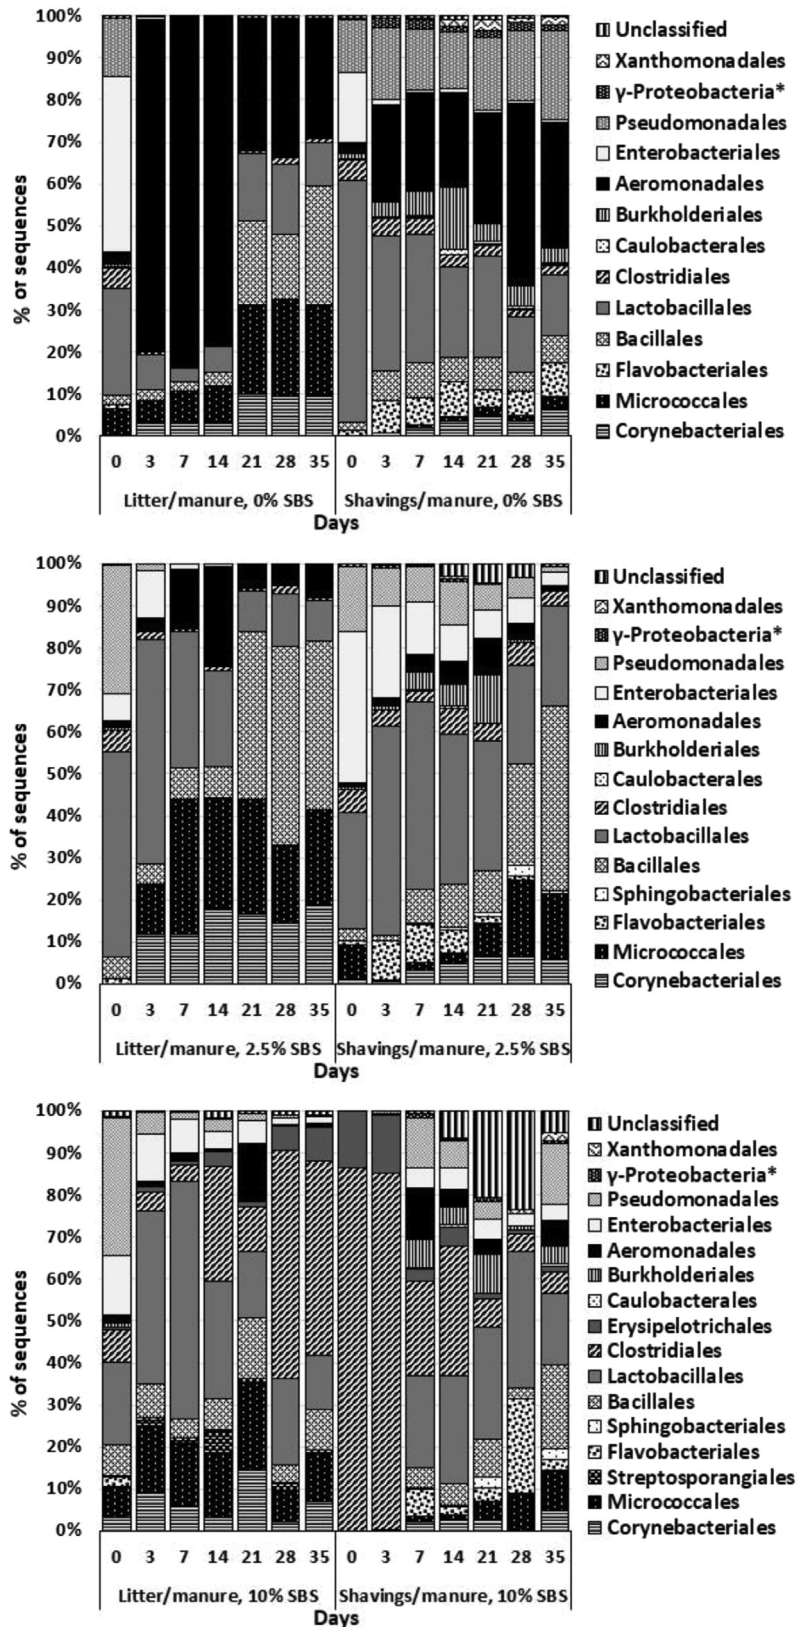 100%
90%
80%
70%
60%
50%
40%
30%
20%
10%
0%
% of sequences
0 3 7 14 21 28 35 0 3 7 14 21 28 35
Litter/manure, 0% SBS Shavings/manure, 0% SBS
Days
Unclassified
Xanthomonadales
γ-Proteobacteria*
Pseudomonadales
Enterobacteriales
Aeromonadales
Burkholderiales
Caulobacterales
Clostridiales
Lactobacillales
Bacillales
Flavobacteriales
Micrococcales
Corynebacteriales
100%
90%
80%
70%
60%
50%
40%
30%
20%
10%
0%
% of sequences
0 3 7 14 21 28 35 0 3 7 14 21 28 35
Litter/manure, 2.5% SBS Shavings/manure, 2.5% SBS
Days
Unclassified
Xanthomonadales
γ-Proteobacteria*
Pseudomonadales
Enterobacteriales
Aeromonadales
Burkholderiales
Caulobacterales
Clostridiales
Lactobacillales
Bacillales
Sphingobacteriales
Flavobacteriales
Micrococcales
Corynebacteriales
100%
90%
80%
70%
60%
50%
40%
30%
20%
10%
0%
% of sequences
0 3 7 14 21 28 35 0 3 7 14 21 28 35
Litter/manure, 10% SBS Shavings/manure, 10% SBS
Days
Unclassified
Xanthomonadales
γ-Proteobacteria*
Pseudomonadales
Enterobacteriales
Aeromonadales
Burkholderiales
Caulobacterales
Erysipelotrichales
Clostridiales
Lactobacillales
Bacillales
Sphingobacteriales
Flavobacteriales
Streptosporangiales
Micrococcales
Corynebacteriales